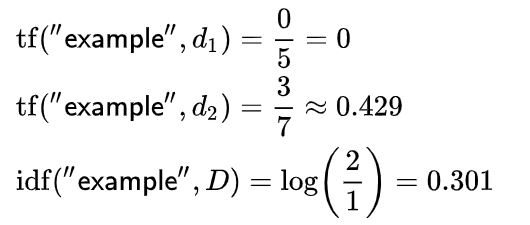 tf(″example″, d₁) = 0/5 = 0
tf(″example″, d₂) = 3/7 ≈ 0.429
idf(″example″, D) = log(2/1) = 0.301